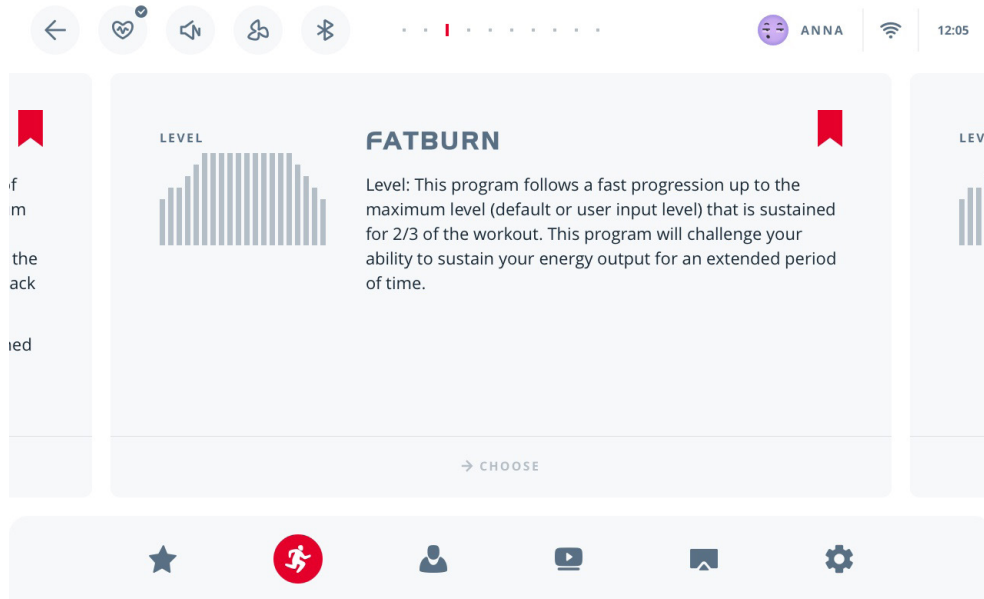 ANNA
12:05
LEVEL
FATBURN
Level: This program follows a fast progression up to the
maximum level (default or user input level) that is sustained
for 2/3 of the workout. This program will challenge your
ability to sustain your energy output for an extended period
of time.
CHOOSE
the